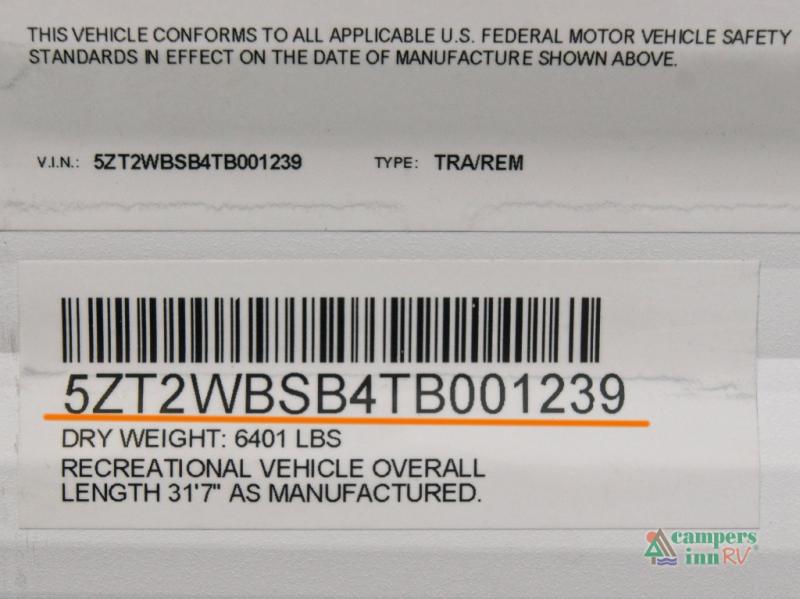 THIS VEHICLE CONFORMS TO ALL APPLICABLE U.S. FEDERAL MOTOR VEHICLE SAFETY
STANDARDS IN EFFECT ON THE DATE OF MANUFACTURE SHOWN ABOVE.
V.I.N.: 5ZT2WBSB4TB001239 TYPE: TRA/REM
5ZT2WBSB4TB001239
DRY WEIGHT: 6401 LBS
RECREATIONAL VEHICLE OVERALL
LENGTH 31'7" AS MANUFACTURED.
campers
inn RV